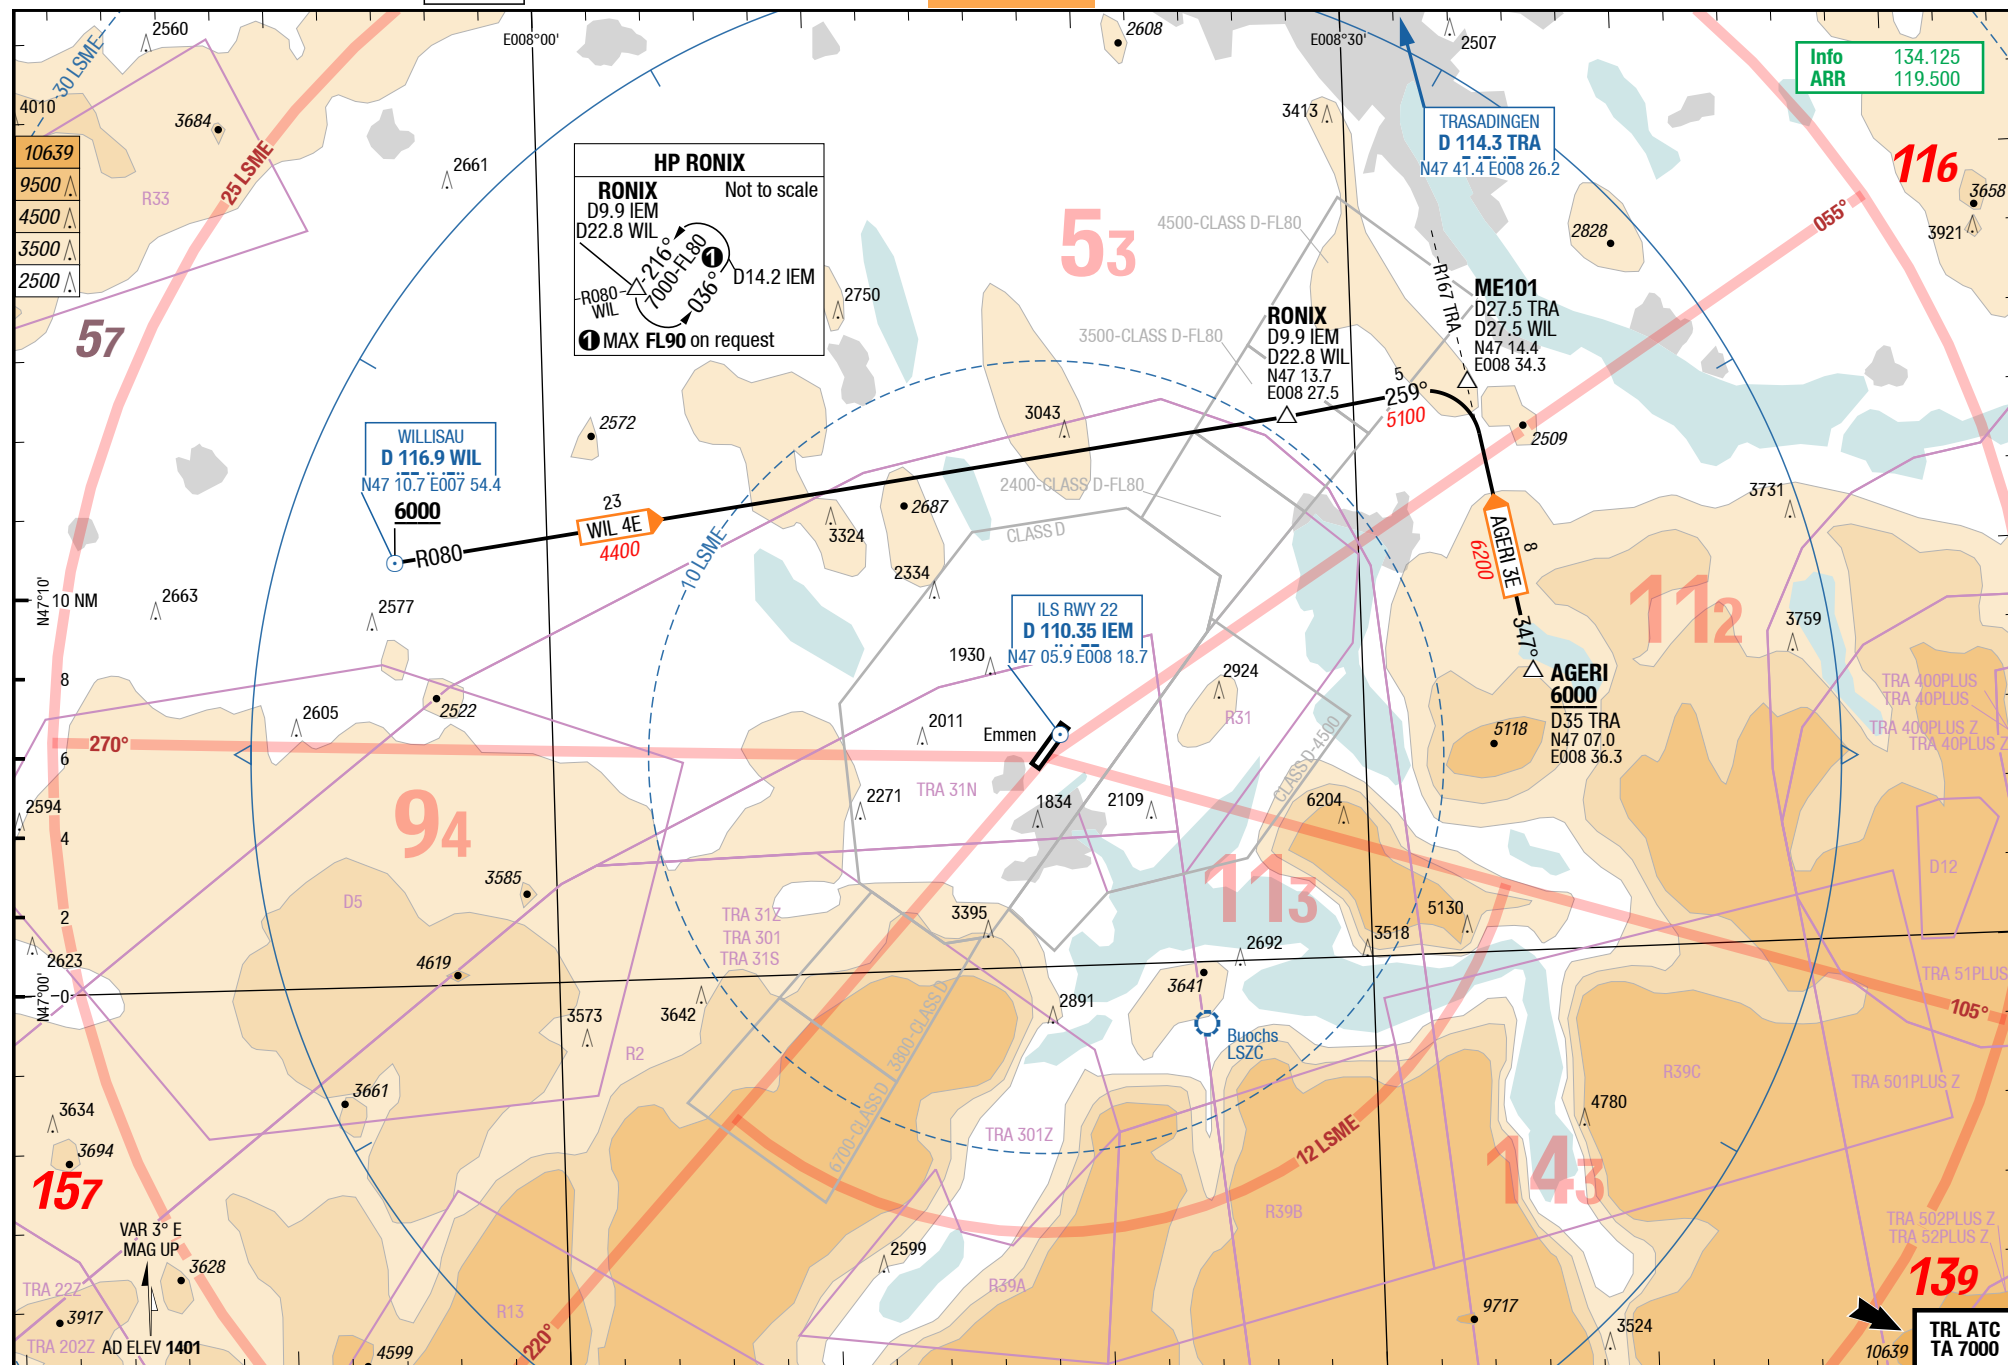 2560
E008°00'
2608
E008°30'
2507
Info 134.125
ARR 119.500
30 LSME
4010
3684
25 LSME
2661
10639
9500
4500
3500
2500
R33
HP RONIX
RONIX
Not to scale
D9.9 IEM
D22.8 WIL
216°
7000-FL80
036°
1
D14.2 IEM
R080
WIL
1 MAX FL90 on request
3413
TRASADINGEN
D 114.3 TRA
N47 41.4 E008 26.2
116
3658
3921
2828
055°
53
4500-CLASS D-FL80
3500-CLASS D-FL80
2400-CLASS D-FL80
CLASS D
R167 TRA
ME101
D27.5 TRA
D27.5 WIL
N47 14.4
E008 34.3
RONIX
D9.9 IEM
D22.8 WIL
N47 13.7
E008 27.5
2750
57
2572
3043
5
259°
5100
2509
WILLISAU
D 116.9 WIL
N47 10.7 E007 54.4
6000
R080
23
WIL 4E
4400
2687
3324
2334
10 LSME
3731
AGERI 3E
8
6200
347°
112
3759
N47°10'
10 NM
2663
2577
ILS RWY 22
D 110.35 IEM
N47 05.9 E008 18.7
1930
2924
AGERI
6000
D35 TRA
N47 07.0
E008 36.3
5118
TRA 400PLUS
TRA 40PLUS
TRA 400PLUS Z
TRA 40PLUS Z
8
2522
2605
2011
Emmen
R31
270°
6
2594
4
94
2271
TRA 31N
1834
2109
CLASS D-4500
6204
D12
113
3585
D5
2
TRA 31Z
TRA 301
TRA 31S
3395
5130
3518
2692
2623
4619
N47°00'
0
3641
TRA 51PLUS
105°
3573
3642
2891
3800-CLASS D
Buochs
LSZC
R2
R39C
TRA 501PLUS Z
3661
3634
3694
6700-CLASS D
TRA 301Z
12 LSME
4780
143
157
R39B
VAR 3° E
MAG UP
TRA 502PLUS Z
TRA 52PLUS Z
2599
3628
139
TRA 22Z
R39A
R13
3917
9717
220°
3524
TRA 202Z
AD ELEV 1401
4599
10639
TRL ATC
TA 7000